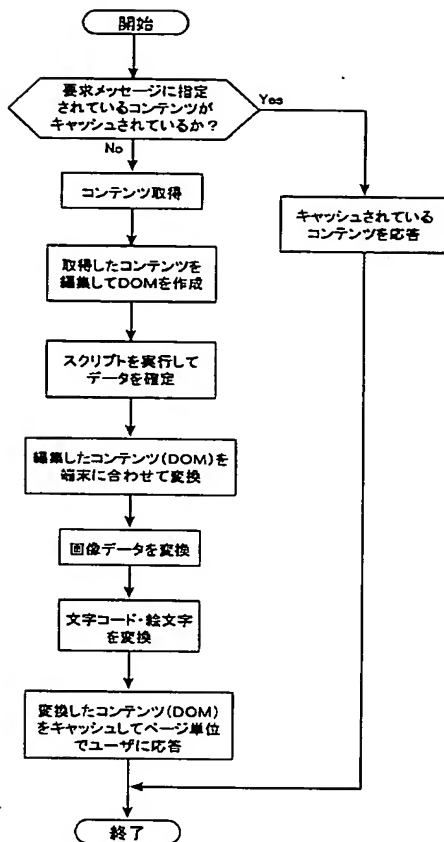 開始
要求メッセージに指定
されているコンテンツが
キャッシュされているか？
Yes
No
コンテンツ取得
キャッシュされている
コンテンツを応答
取得したコンテンツを
編集してDOMを作成
スクリプトを実行して
データを確定
編集したコンテンツ(DOM)を
端末に合わせて変換
画像データを変換
文字コード・絵文字
を変換
変換したコンテンツ(DOM)
をキャッシュしてページ単位
でユーザに応答
終了